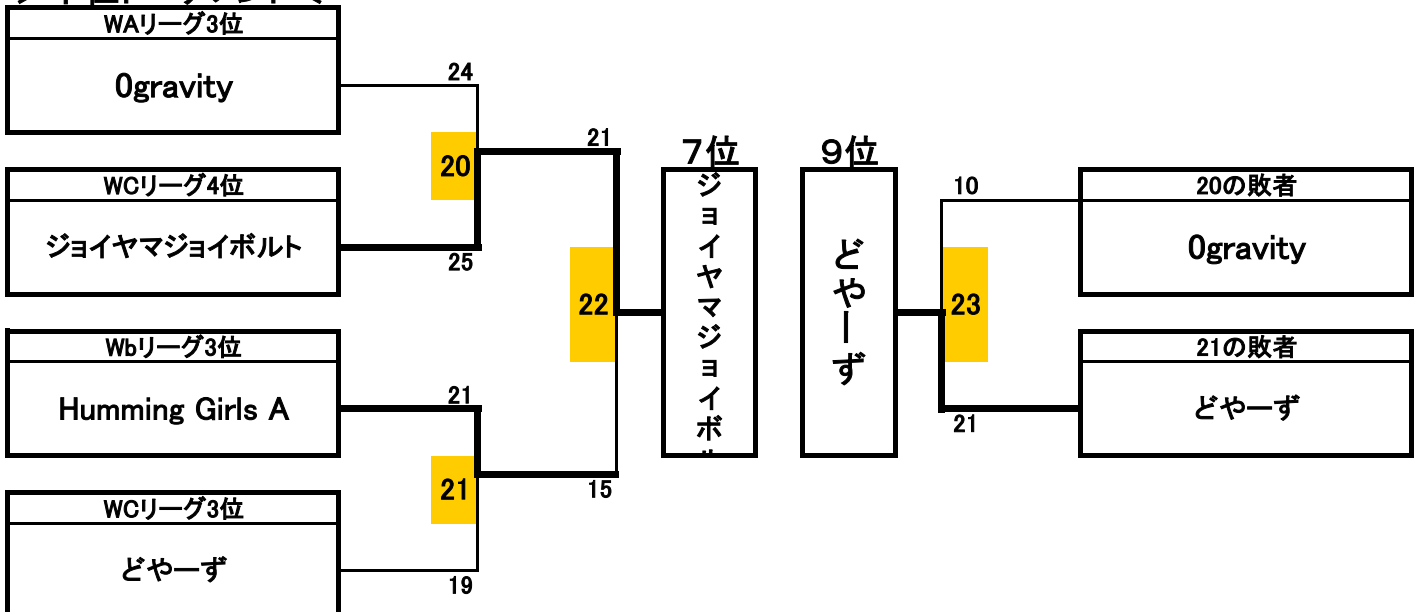 WAリーグ3位
0gravity
24
20
21
WCリーグ4位
ジョイヤマジョイボルト
25
22
7位
ジョイヤマジョイボ
9位
どやーず
10
20の敗者
0gravity
23
21の敗者
どやーず
21
Wbリーグ3位
Humming Girls A
21
21
15
WCリーグ3位
どやーず
19